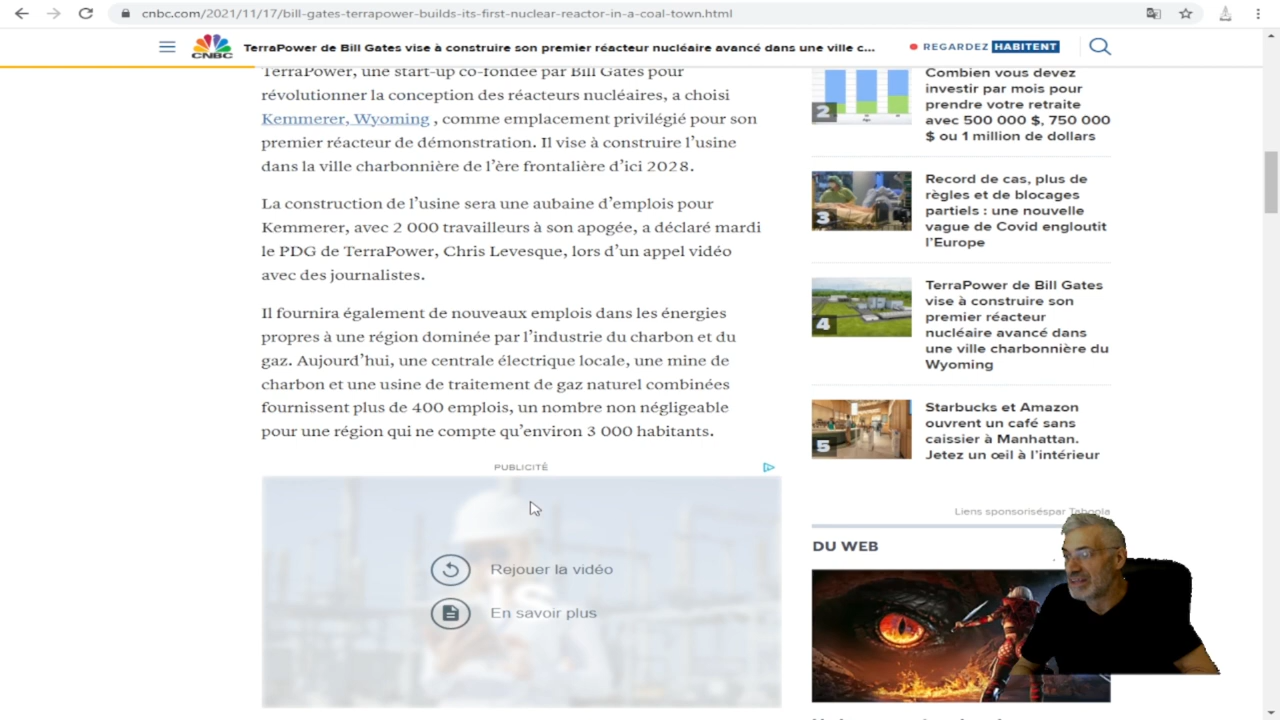 cnbc.com/2021/11/17/bill-gates-terrapower-builds-its-first-nuclear-reactor-in-a-coal-town.html
CNBC
TerraPower de Bill Gates vise à construire son premier réacteur nucléaire avancé dans une ville c...
REGARDEZ HABITENT
TerraPower, une start-up co-fondée par Bill Gates pour
révolutionner la conception des réacteurs nucléaires, a choisi
Kemmerer, Wyoming , comme emplacement privilégié pour son
premier réacteur de démonstration. Il vise à construire l'usine
dans la ville charbonnière de l'ère frontalière d'ici 2028.
La construction de l'usine sera une aubaine d'emplois pour
Kemmerer, avec 2 000 travailleurs à son apogée, a déclaré mardi
le PDG de TerraPower, Chris Levesque, lors d'un appel vidéo
avec des journalistes.
Il fournira également de nouveaux emplois dans les énergies
propres à une région dominée par l'industrie du charbon et du
gaz. Aujourd'hui, une centrale électrique locale, une mine de
charbon et une usine de traitement de gaz naturel combinées
fournissent plus de 400 emplois, un nombre non négligeable
pour une région qui ne compte qu'environ 3 000 habitants.
PUBLICITÉ
Rejouer la vidéo
En savoir plus
2
Combien vous devez
investir par mois pour
prendre votre retraite
avec 500 000 $, 750 000
$ ou 1 million de dollars
3
Record de cas, plus de
règles et de blocages
partiels : une nouvelle
vague de Covid engloutit
l'Europe
4
TerraPower de Bill Gates
vise à construire son
premier réacteur
nucléaire avancé dans
une ville charbonnière du
Wyoming
5
Starbucks et Amazon
ouvrent un café sans
caissier à Manhattan.
Jetez un œil à l'intérieur
Liens sponsoriséspar Taboola
DU WEB